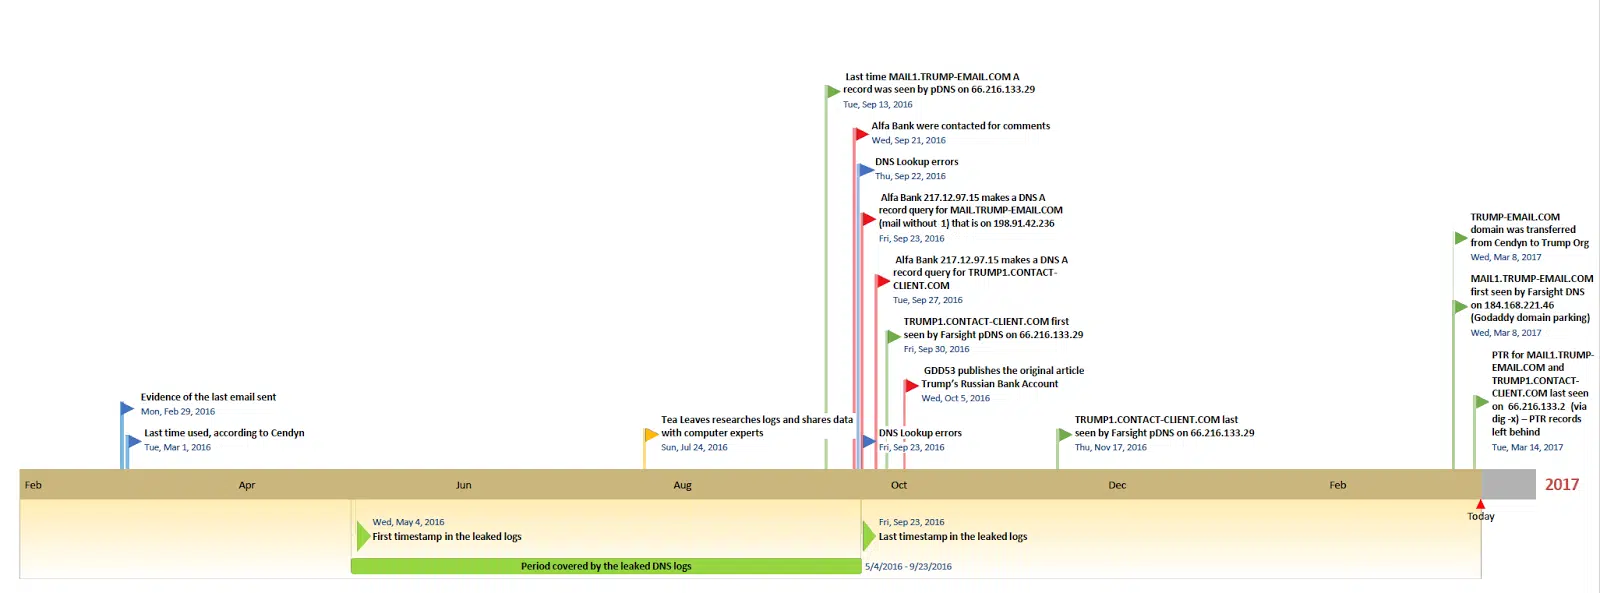 Last time MAIL1.TRUMP-EMAIL.COM A
record was seen by pDNS on 66.216.133.29
Tue, Sep 13, 2016
Alfa Bank were contacted for comments
Wed, Sep 21, 2016
DNS Lookup errors
Thu, Sep 22, 2016
Alfa Bank 217.12.97.15 makes a DNS A
record query for MAIL.TRUMP-EMAIL.COM
(mail without 1) that is on 198.91.42.236
Fri, Sep 23, 2016
Alfa Bank 217.12.97.15 makes a DNS A
record query for TRUMP1.CONTACT-
CLIENT.COM
Tue, Sep 27, 2016
TRUMP1.CONTACT-CLIENT.COM first
seen by Farsight pDNS on 66.216.133.29
Fri, Sep 30, 2016
GDD53 publishes the original article
Trump's Russian Bank Account
Wed, Oct 5, 2016
Evidence of the last email sent
Mon, Feb 29, 2016
Last time used, according to Cendyn
Tue, Mar 1, 2016
Tea Leaves researches logs and shares data
with computer experts
Sun, Jul 24, 2016
DNS Lookup errors
Fri, Sep 23, 2016
TRUMP1.CONTACT-CLIENT.COM last
seen by Farsight pDNS on 66.216.133.29
Thu, Nov 17, 2016
TRUMP-EMAIL.COM
domain was transferred
from Cendyn to Trump Org
Wed, Mar 8, 2017
MAIL1.TRUMP-EMAIL.COM
first seen by Farsight DNS
on 184.168.221.46
(Godaddy domain parking)
Wed, Mar 8, 2017
PTR for MAIL1.TRUMP-
EMAIL.COM and
TRUMP1.CONTACT-
CLIENT.COM last seen
on 66.216.133.2 (via
dig -x) – PTR records
left behind
Tue, Mar 14, 2017
Feb Apr Jun Aug Oct Dec Feb 2017
Today
Wed, May 4, 2016
First timestamp in the leaked logs
Fri, Sep 23, 2016
Last timestamp in the leaked logs
Period covered by the leaked DNS logs
5/4/2016 - 9/23/2016